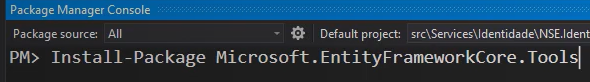 Package Manager Console
Package source: All Default project: src\Services\Identidade\NSE.Ident
PM> Install-Package Microsoft.EntityFrameworkCore.Tools